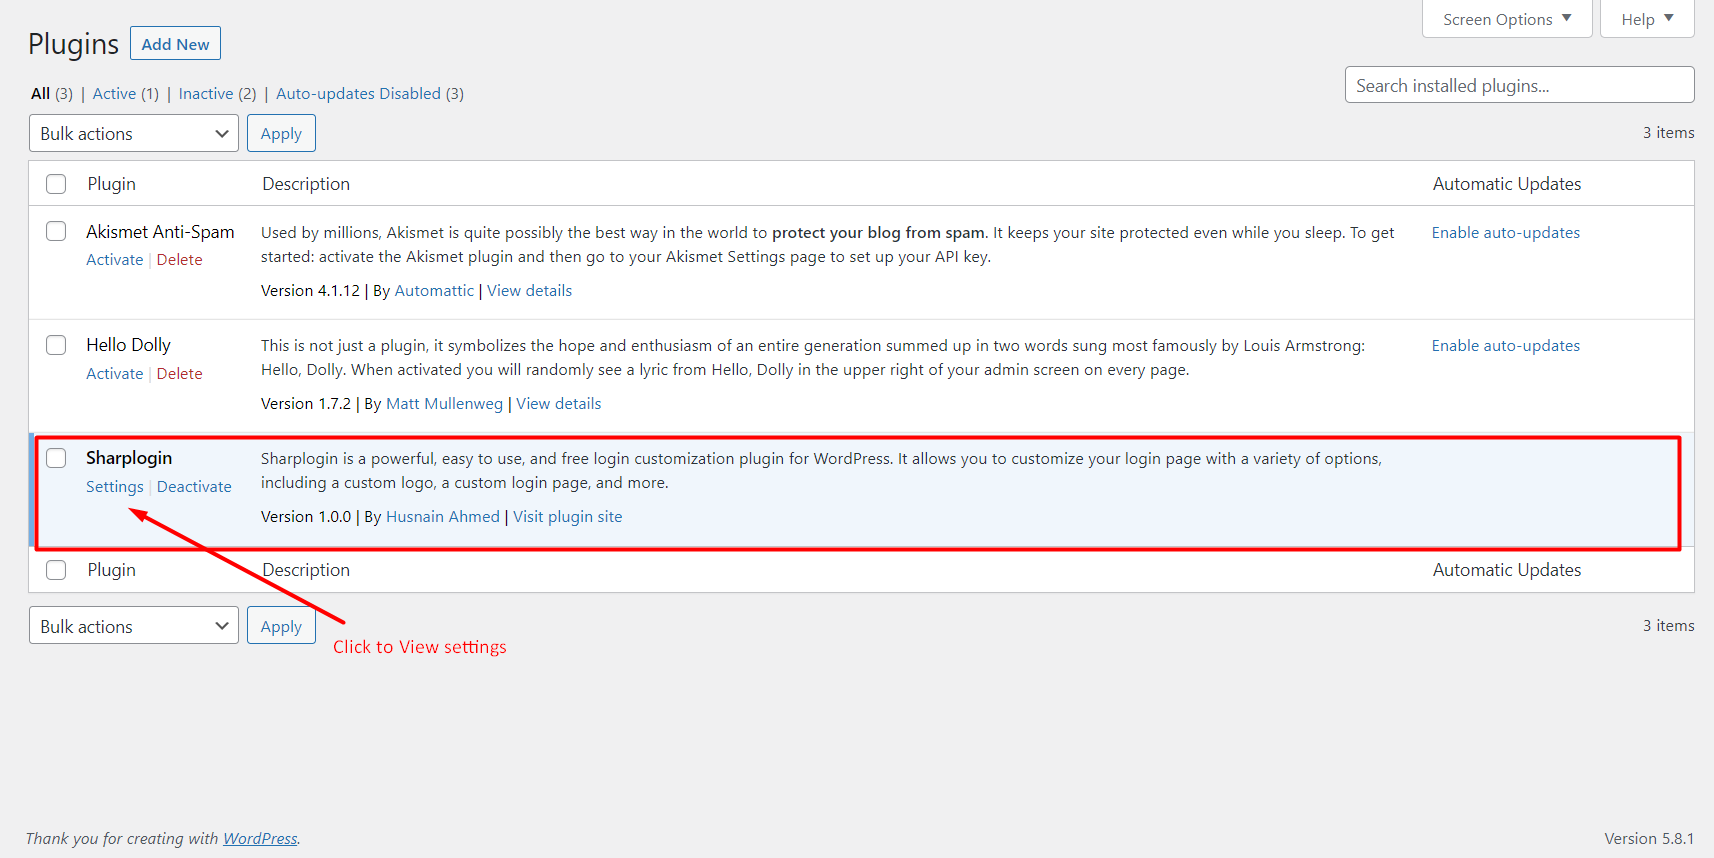 Screen Options Help
Plugins Add New
All (3) | Active (1) | Inactive (2) | Auto-updates Disabled (3)
Search installed plugins...
Bulk actions Apply
3 items
Plugin Description Automatic Updates
Akismet Anti-Spam
Activate | Delete
Used by millions, Akismet is quite possibly the best way in the world to protect your blog from spam. It keeps your site protected even while you sleep. To get
started: activate the Akismet plugin and then go to your Akismet Settings page to set up your API key.
Version 4.1.12 | By Automattic | View details
Enable auto-updates
Hello Dolly
Activate | Delete
This is not just a plugin, it symbolizes the hope and enthusiasm of an entire generation summed up in two words sung most famously by Louis Armstrong:
Hello, Dolly. When activated you will randomly see a lyric from Hello, Dolly in the upper right of your admin screen on every page.
Version 1.7.2 | By Matt Mullenweg | View details
Enable auto-updates
Sharplogin
Settings | Deactivate
Sharplogin is a powerful, easy to use, and free login customization plugin for WordPress. It allows you to customize your login page with a variety of options,
including a custom logo, a custom login page, and more.
Version 1.0.0 | By Husnain Ahmed | Visit plugin site
Plugin Description Automatic Updates
Bulk actions Apply
3 items
Click to View settings
Thank you for creating with WordPress.
Version 5.8.1